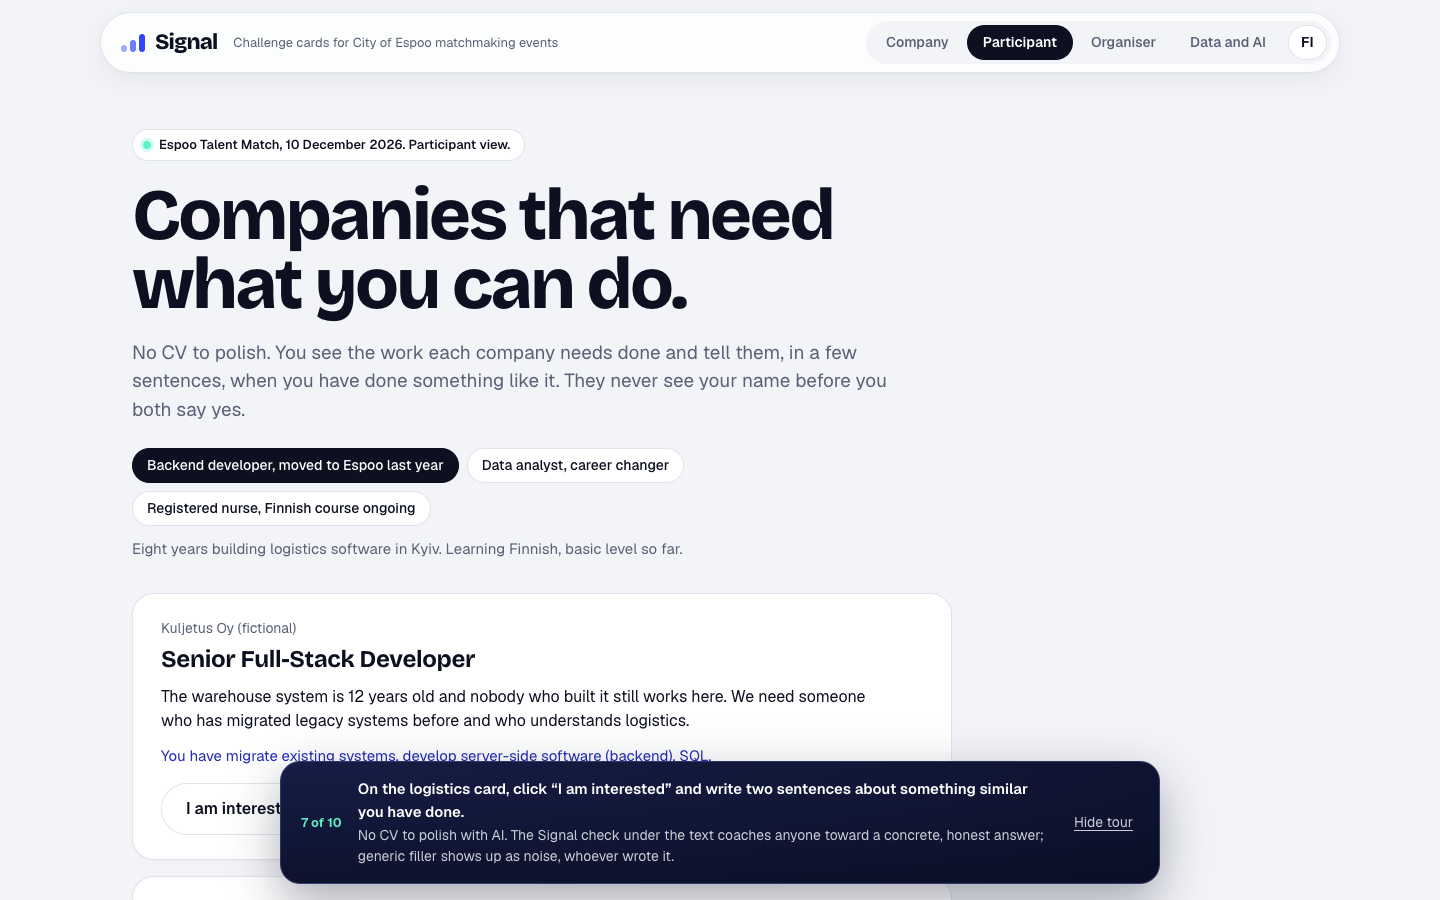 Signal
Challenge cards for City of Espoo matchmaking events
Company
Participant
Organiser
Data and AI
FI
Espoo Talent Match, 10 December 2026. Participant view.
Companies that need
what you can do.
No CV to polish. You see the work each company needs done and tell them, in a few
sentences, when you have done something like it. They never see your name before you
both say yes.
Backend developer, moved to Espoo last year
Data analyst, career changer
Registered nurse, Finnish course ongoing
Eight years building logistics software in Kyiv. Learning Finnish, basic level so far.
Kuljetus Oy (fictional)
Senior Full-Stack Developer
The warehouse system is 12 years old and nobody who built it still works here. We need someone
who has migrated legacy systems before and who understands logistics.
You have migrate existing systems, develop server-side software (backend), SQL.
I am interest
7 of 10
On the logistics card, click “I am interested” and write two sentences about something similar
you have done.
No CV to polish with AI. The Signal check under the text coaches anyone toward a concrete, honest answer;
generic filler shows up as noise, whoever wrote it.
Hide tour